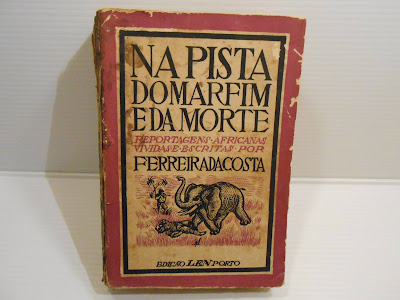 NA PISTA
DO MARFIM
E DA MORTE
REPORTAGENS·AFRICANAS
VIVIDAS·E·ESCRITAS·POR
FERREIRA DA COSTA
EDIÇÃO LEN PORTO